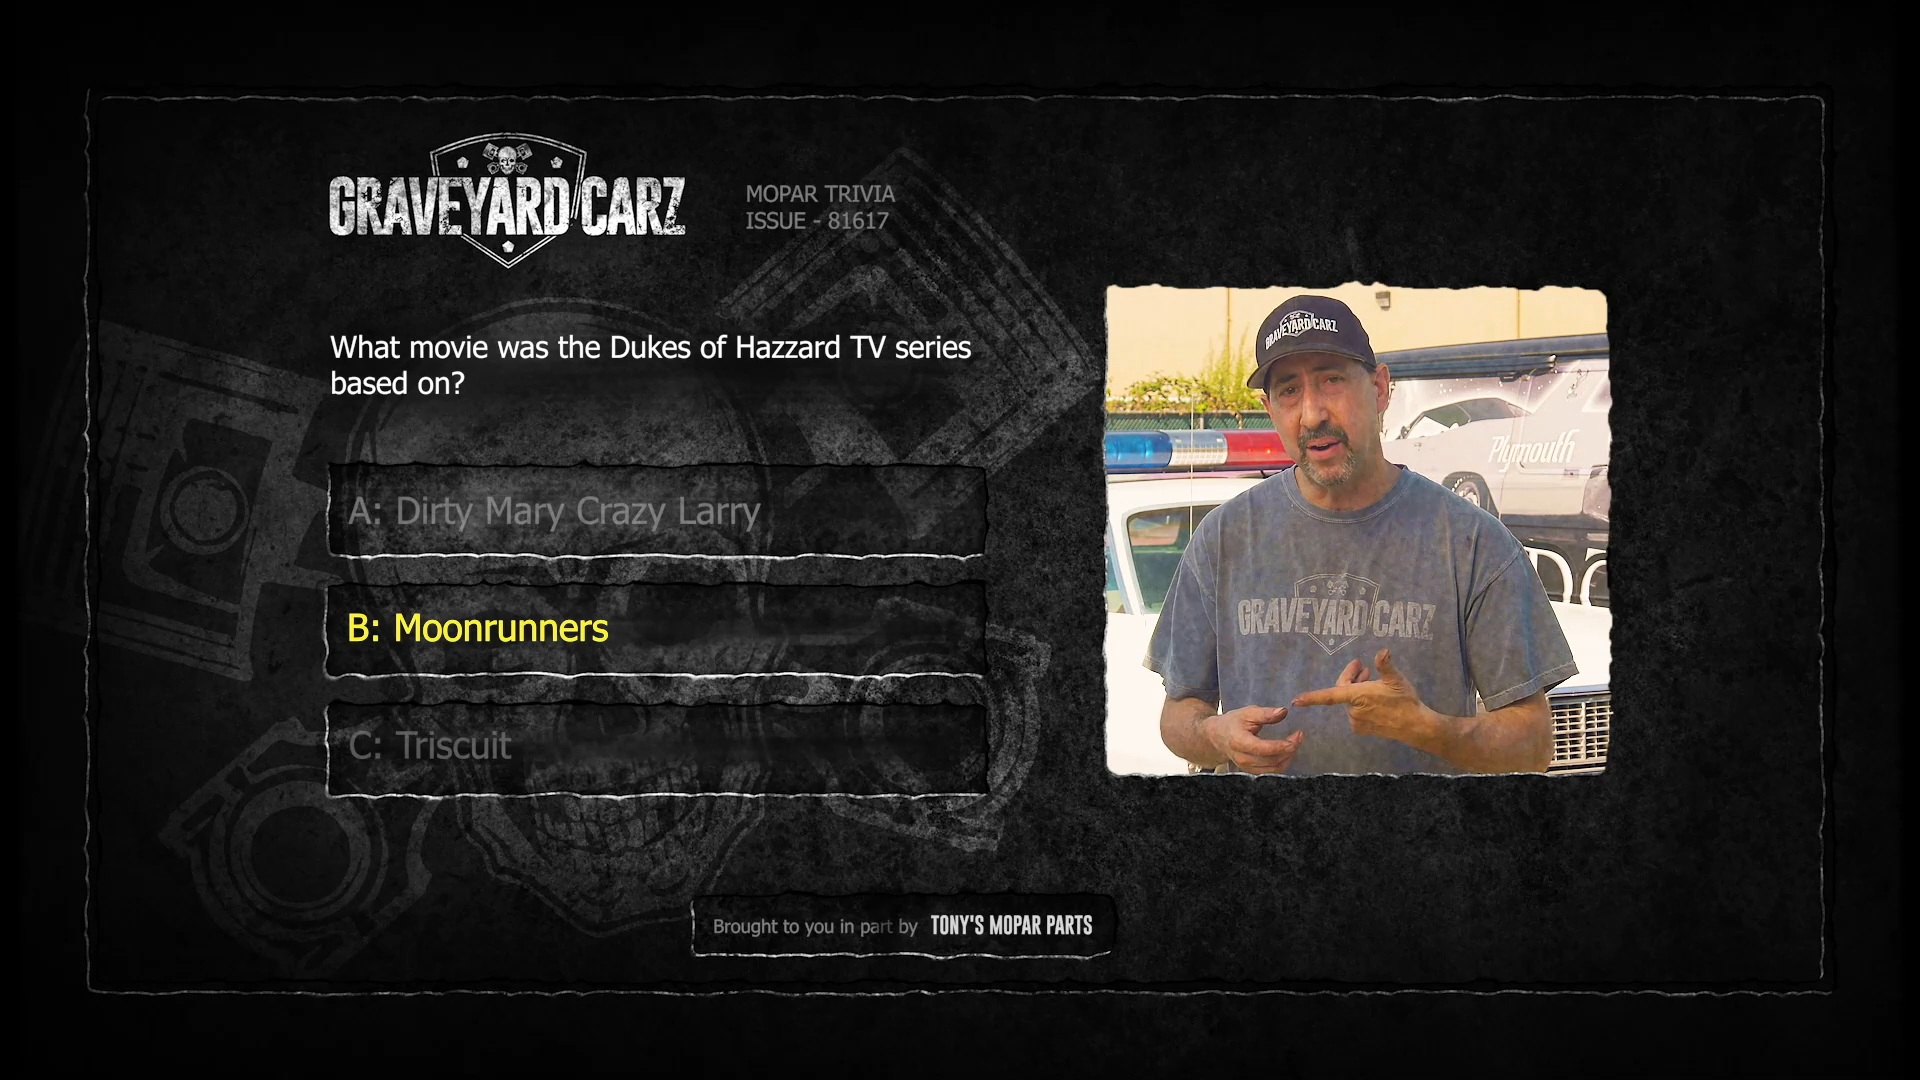 GRAVEYARD CARZ
MOPAR TRIVIA
ISSUE - 81617
What movie was the Dukes of Hazzard TV series
based on?
A: Dirty Mary Crazy Larry
B: Moonrunners
C: Triscuit
GRAVEYARD CARZ
Plymouth
GRAVEYARD CARZ
Brought to you in part by TONY'S MOPAR PARTS